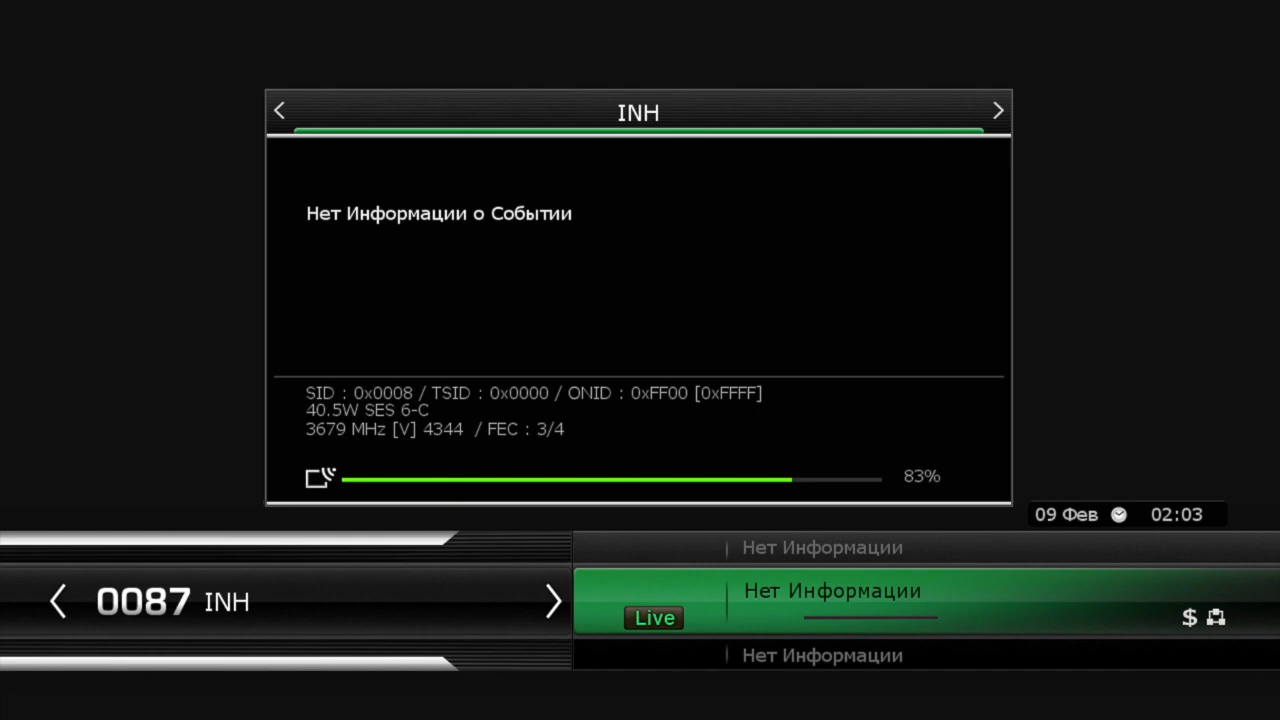 INH
Нет Информации о Событии
SID : 0x0008 / TSID : 0x0000 / ONID : 0xFF00 [0xFFFF]
40.5W SES 6-C
3679 MHz [V] 4344 / FEC : 3/4
83%
09 Фев 02:03
Нет Информации
0087 INH
Нет Информации
Live
$
Нет Информации